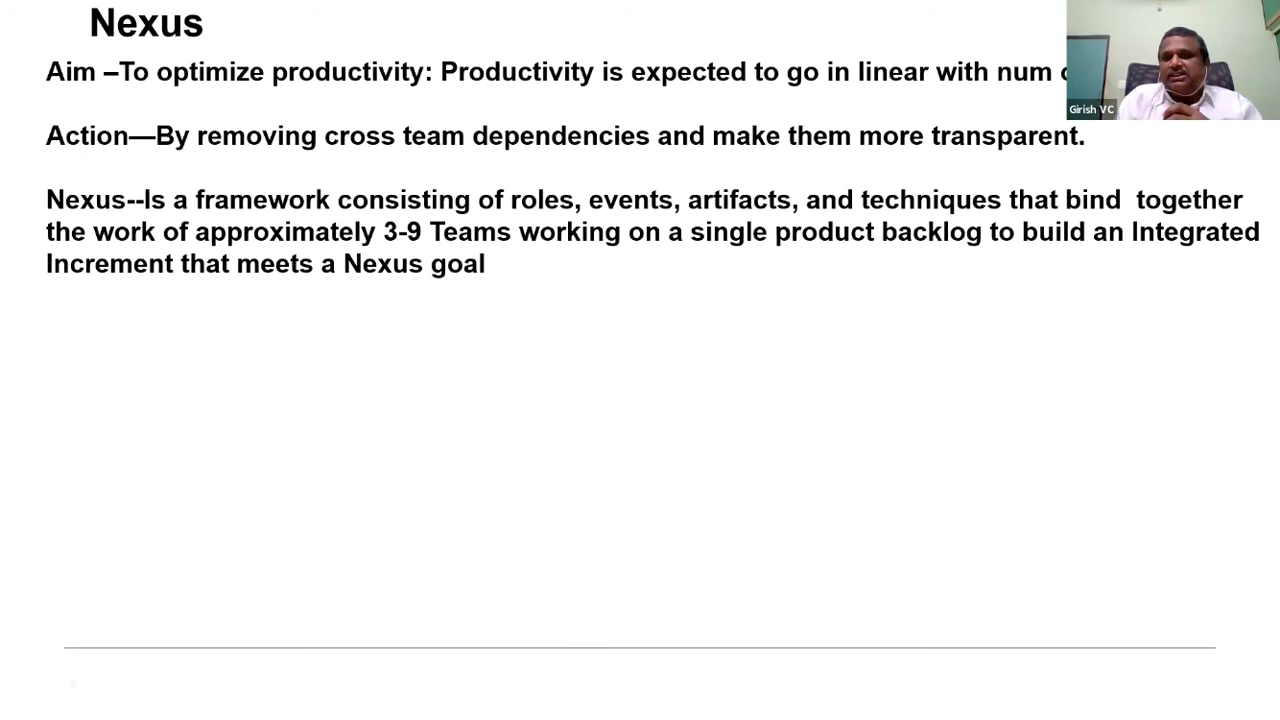 Nexus
Aim –To optimize productivity: Productivity is expected to go in linear with num
Girish VC
Action—By removing cross team dependencies and make them more transparent.
Nexus--Is a framework consisting of roles, events, artifacts, and techniques that bind  together
the work of approximately 3-9 Teams working on a single product backlog to build an Integrated
Increment that meets a Nexus goal